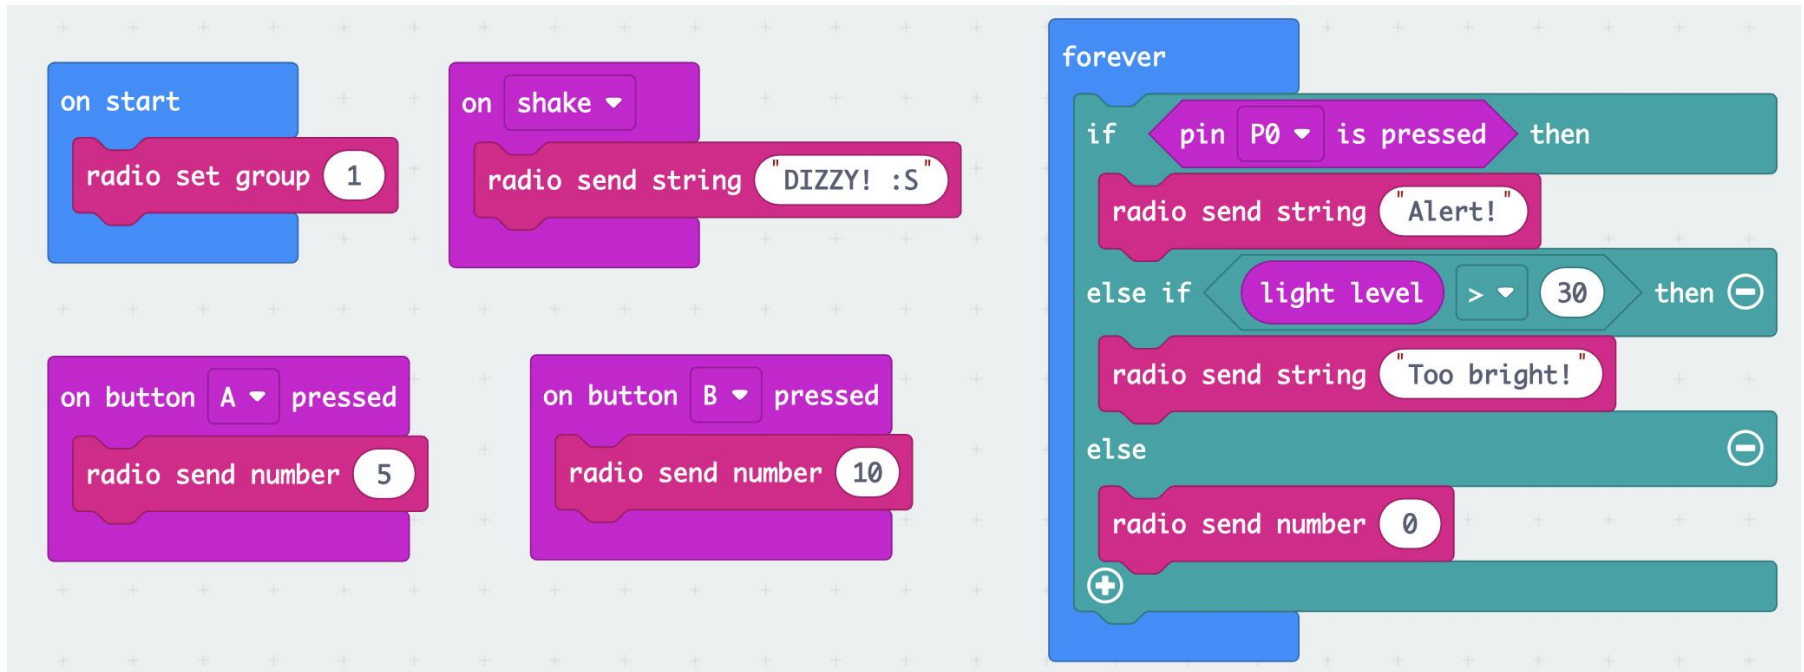 on start
radio set group 1
on shake
radio send string "DIZZY! :S"
on button A pressed
radio send number 5
on button B pressed
radio send number 10
forever
if pin P0 is pressed then
radio send string "Alert!"
else if light level > 30 then
radio send string "Too bright!"
else
radio send number 0